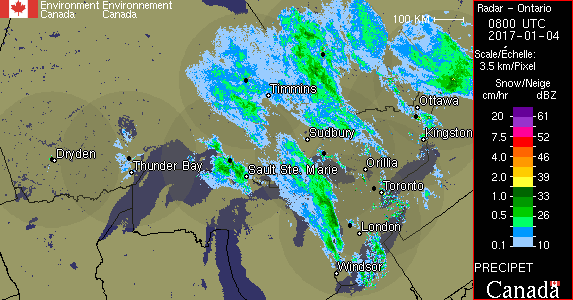 Environment Environnement
Canada Canada
100 KM
Timmins
Ottawa
Sudbury
Kingston
Dryden
Thunder Bay
Sault Ste. Marie
Orillia
Toronto
London
Windsor
Radar - Ontario
0800 UTC
2017-01-04
Scale/Échelle:
3.5 km/Pixel
Snow/Neige
cm/hr dBZ
20 61
7.5 52
4.0 46
2.0 39
1.0 33
0.5 26
0.1 10
PRECIPET
Canada